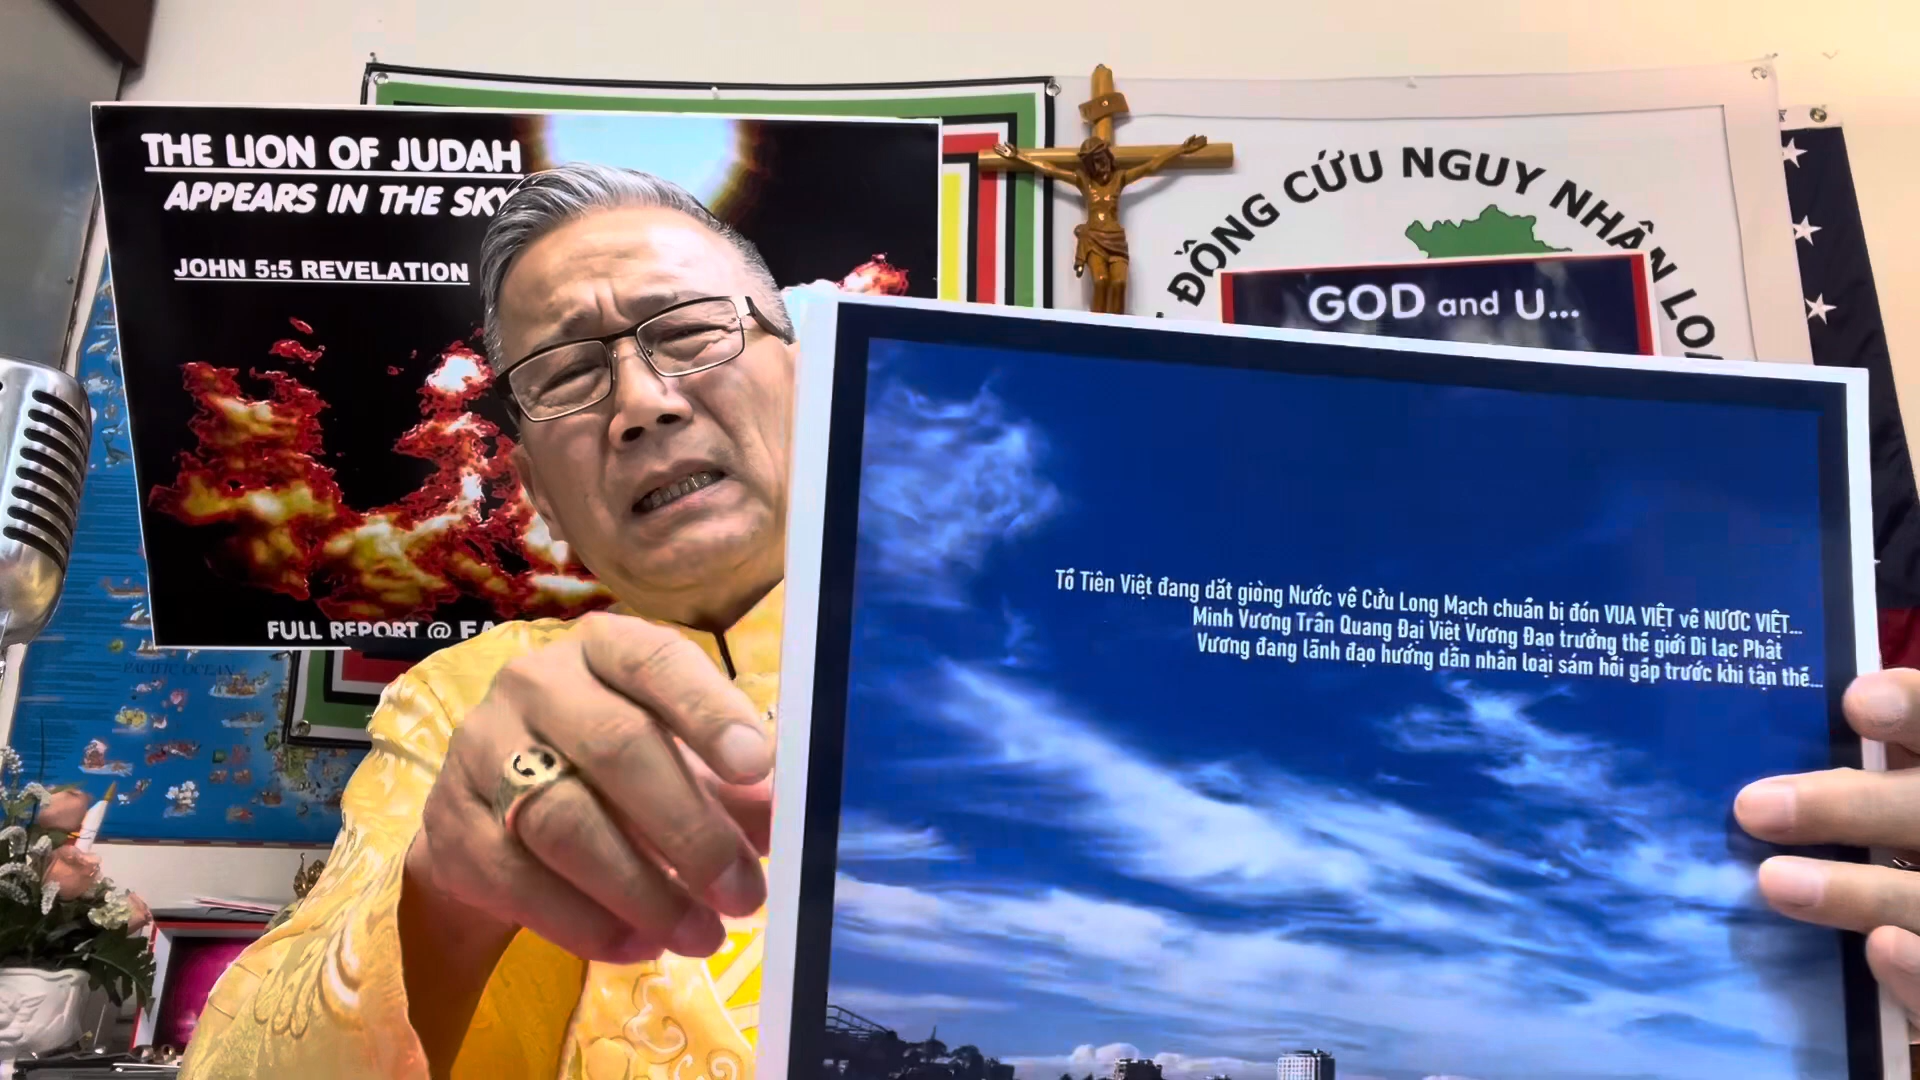 THE LION OF JUDAH
APPEARS IN THE SKY
JOHN 5:5 REVELATION
FULL REPORT @
ĐỒNG CỨU NGUY NHÂN
GOD and U...
Tổ Tiên Việt đang dắt giòng Nước về Cửu Long Mạch chuẩn bị đón VUA VIỆT về NƯỚC VIỆT...
Minh Vương Trần Quang Đại Việt Vương Đạo trưởng thế giới Di lạc Phật
Vương đang lãnh đạo hướng dẫn nhân loại sám hối gấp trước khi tận thế...
PACIFIC OCEAN